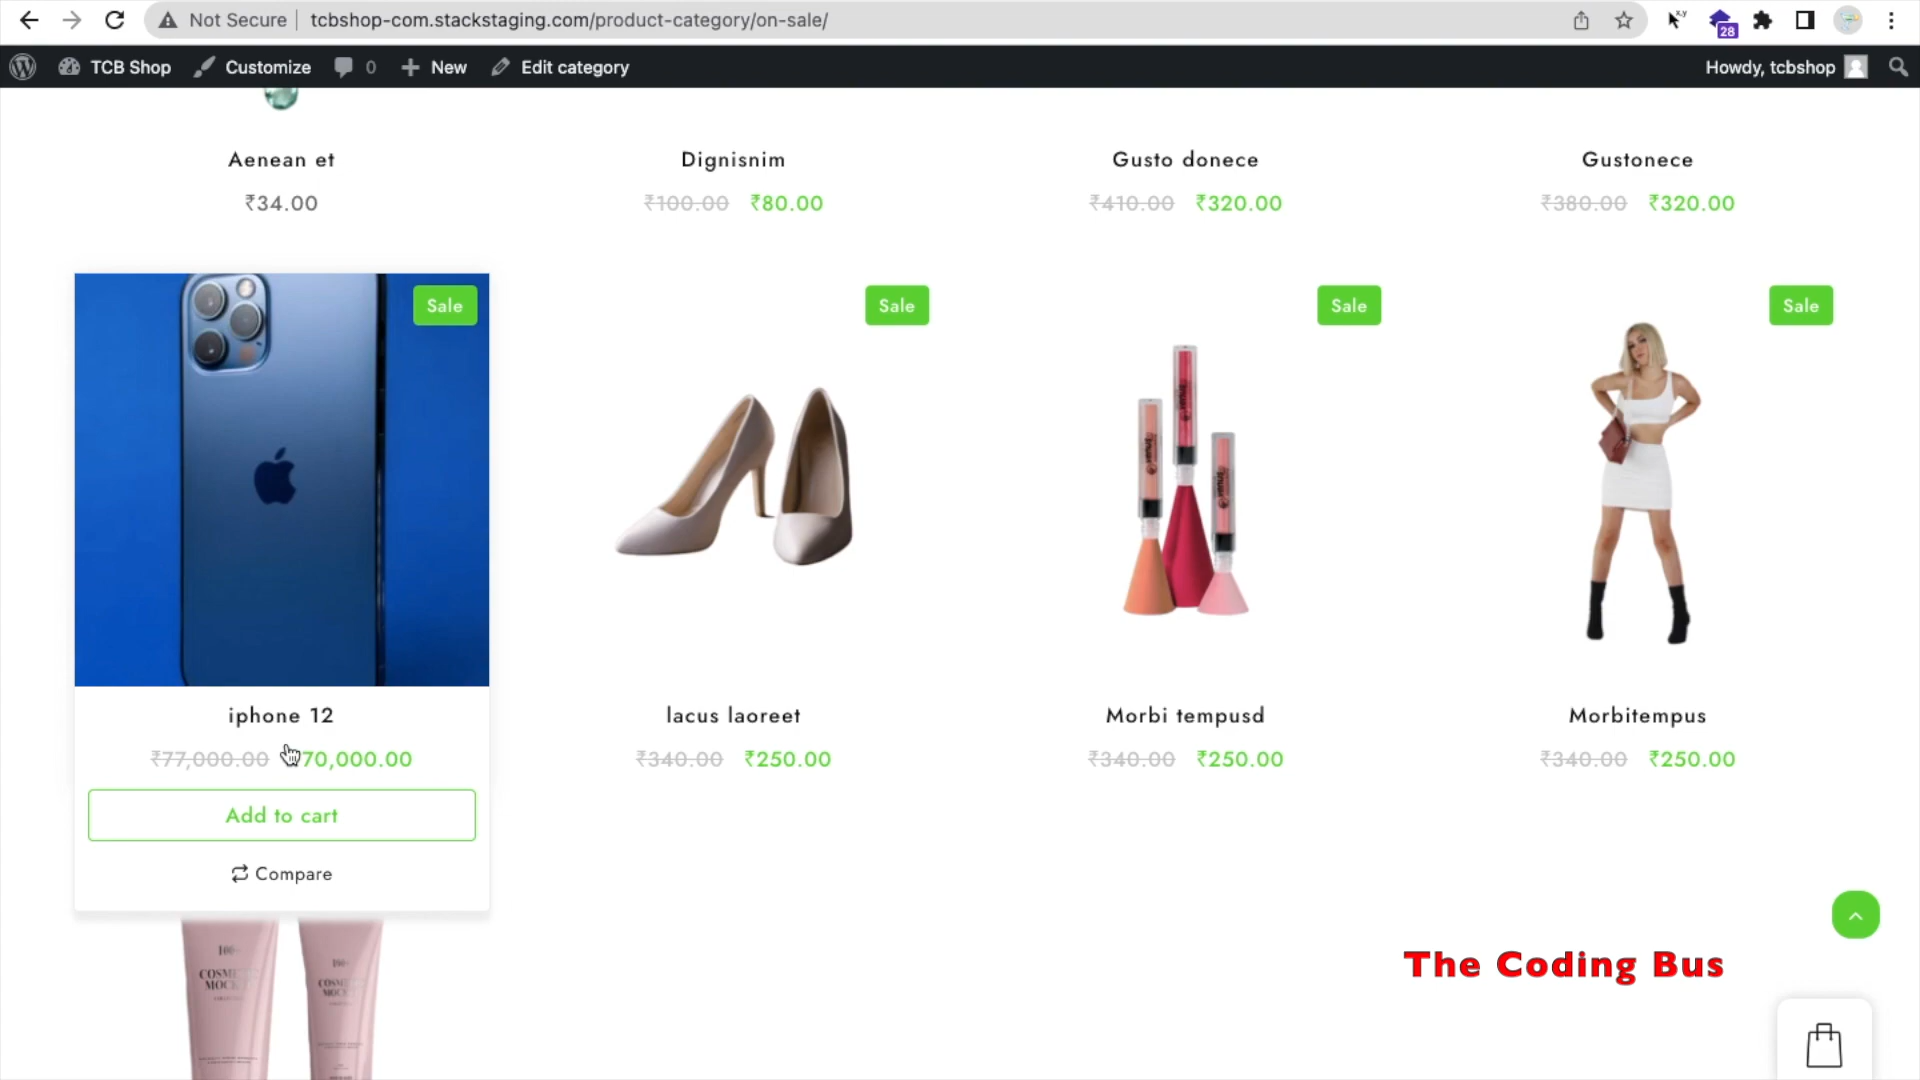 Not Secure tcbshop-com.stackstaging.com/product-category/on-sale/
x,y
28
TCB Shop Customize 0 New Edit category Howdy, tcbshop
Aenean et
₹34.00
Dignisnim
₹100.00 ₹80.00
Gusto donece
₹410.00 ₹320.00
Gustonece
₹380.00 ₹320.00
Sale
iphone 12
₹77,000.00 70,000.00
Add to cart
Compare
Sale
lacus laoreet
₹340.00 ₹250.00
Sale
Morbi tempusd
₹340.00 ₹250.00
Sale
Morbitempus
₹340.00 ₹250.00
The Coding Bus